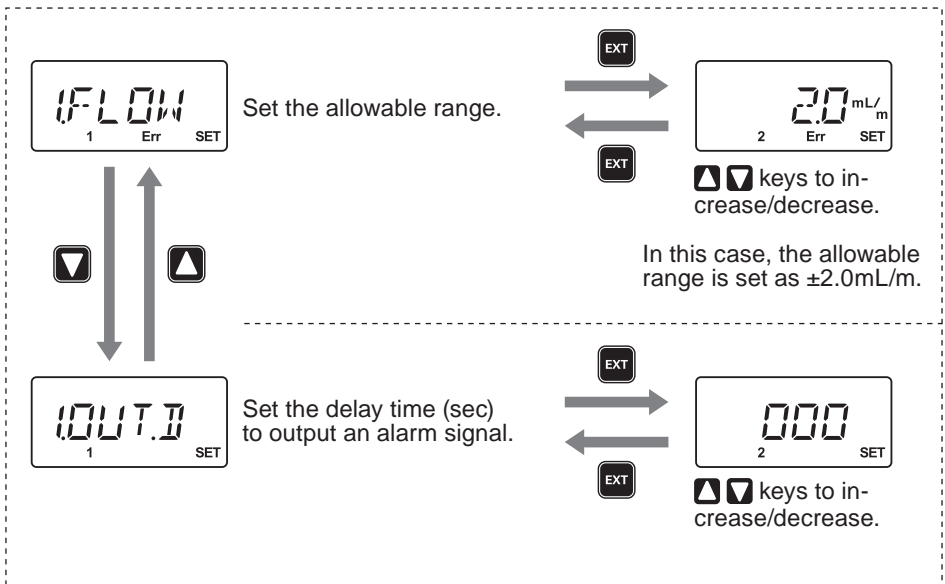 EXT
1.FLOW
1 Err SET
Set the allowable range.
2.0 mL/m
2 Err SET
EXT
keys to in-
crease/decrease.
In this case, the allowable
range is set as ±2.0mL/m.
EXT
1.OUT.D
1 SET
Set the delay time (sec)
to output an alarm signal.
000
2 SET
EXT
keys to in-
crease/decrease.